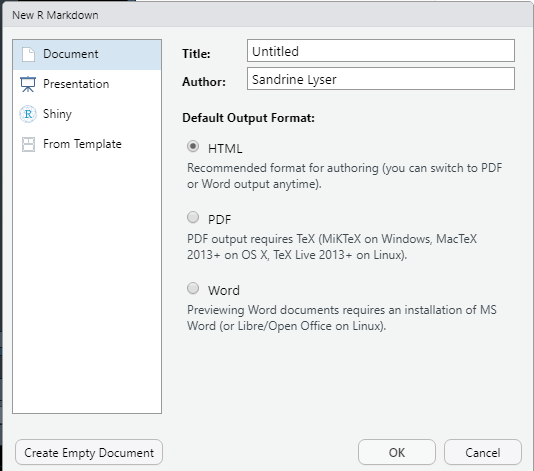 New R Markdown
Document
Presentation
R Shiny
From Template
Title: Untitled
Author: Sandrine Lyser
Default Output Format:
HTML
Recommended format for authoring (you can switch to PDF
or Word output anytime).
PDF
PDF output requires TeX (MiKTeX on Windows, MacTeX
2013+ on OS X, TeX Live 2013+ on Linux).
Word
Previewing Word documents requires an installation of MS
Word (or Libre/Open Office on Linux).
Create Empty Document
OK
Cancel